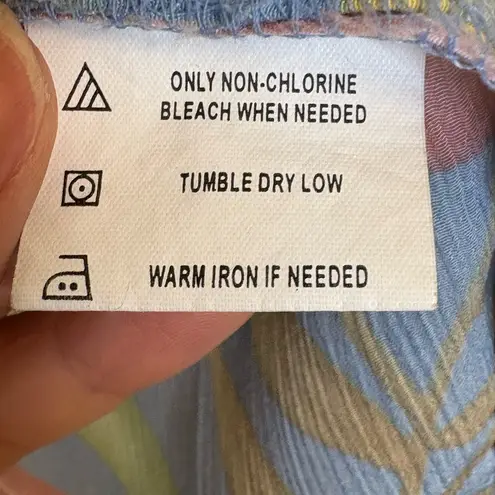 ONLY NON-CHLORINE
BLEACH WHEN NEEDED
TUMBLE DRY LOW
WARM IRON IF NEEDED